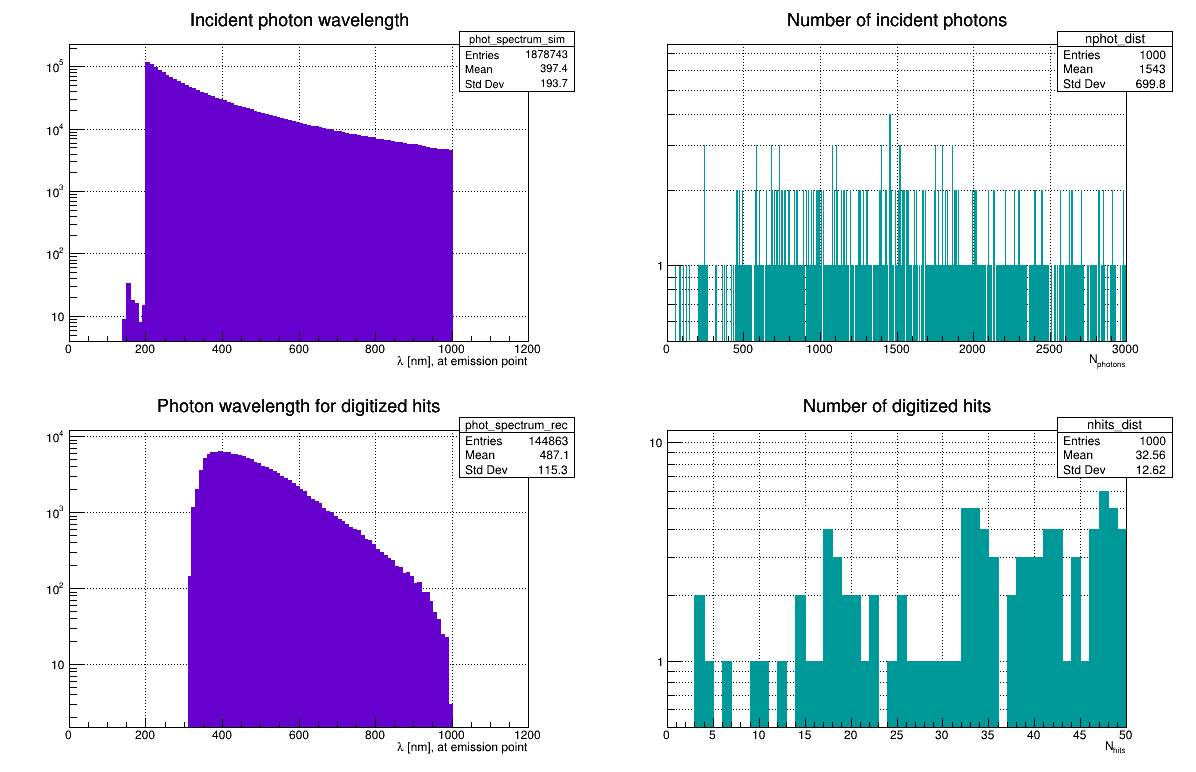 Incident photon wavelength
phot_spectrum_sim
Entries 1878743
Mean 397.4
Std Dev 193.7
10^5
10^4
10^3
10^2
10
0 200 400 600 800 1000 1200
λ [nm], at emission point
Number of incident photons
nphot_dist
Entries 1000
Mean 1543
Std Dev 699.8
1
0 500 1000 1500 2000 2500 3000
N_photons
Photon wavelength for digitized hits
phot_spectrum_rec
Entries 144863
Mean 487.1
Std Dev 115.3
10^4
10^3
10^2
10
0 200 400 600 800 1000 1200
λ [nm], at emission point
Number of digitized hits
nhits_dist
Entries 1000
Mean 32.56
Std Dev 12.62
10
1
0 5 10 15 20 25 30 35 40 45 50
N_hits